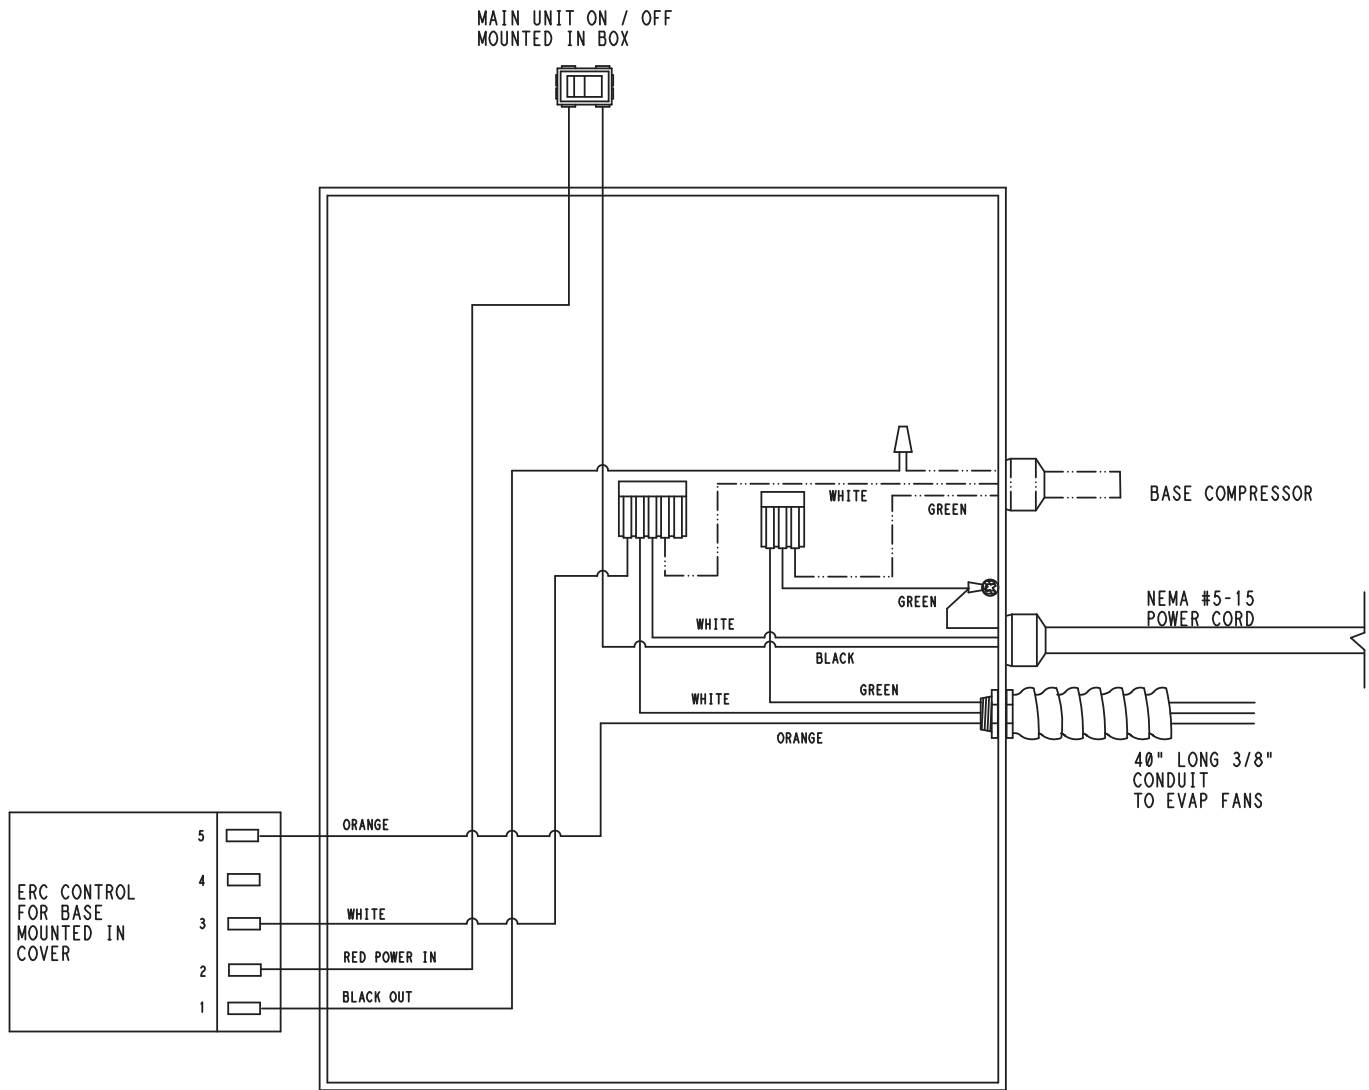 MAIN UNIT ON / OFF
MOUNTED IN BOX
WHITE
GREEN
BASE COMPRESSOR
GREEN
NEMA #5-15
POWER CORD
WHITE
BLACK
GREEN
WHITE
ORANGE
40" LONG 3/8"
CONDUIT
TO EVAP FANS
ERC CONTROL
FOR BASE
MOUNTED IN
COVER
5
ORANGE
4
3
WHITE
2
RED POWER IN
1
BLACK OUT